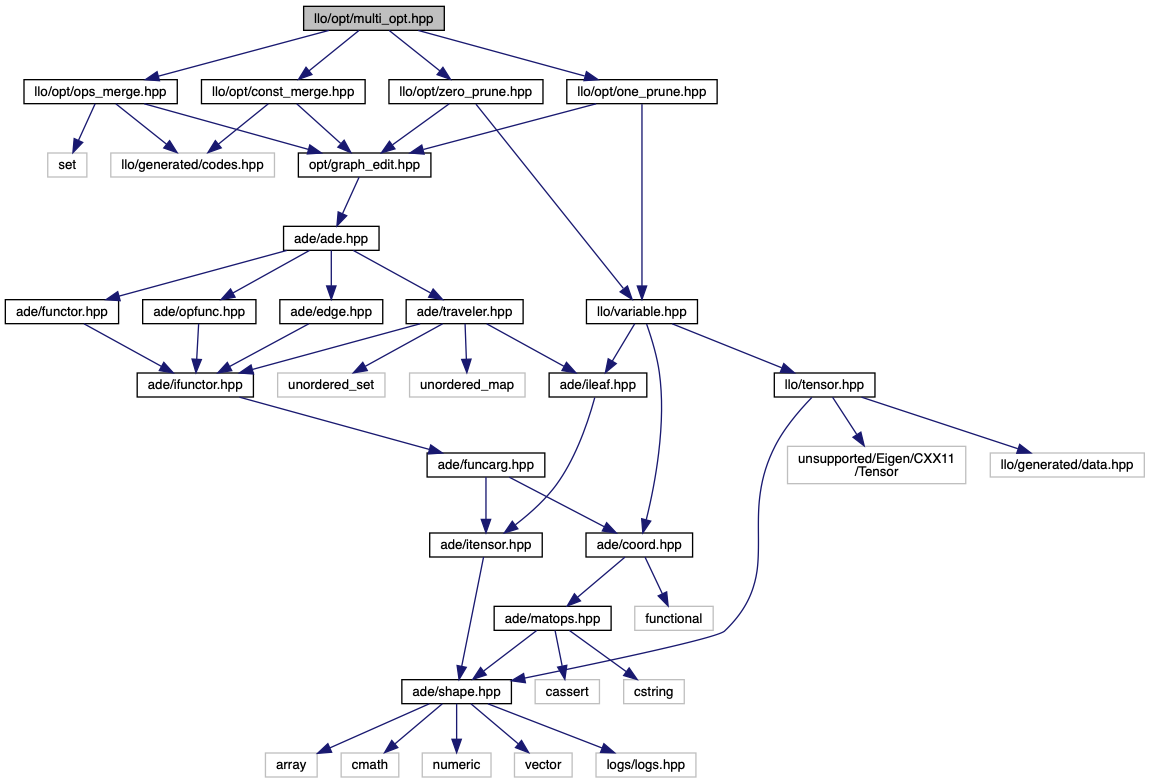 llo/opt/multi_opt.hpp
llo/opt/ops_merge.hpp
llo/opt/const_merge.hpp
llo/opt/zero_prune.hpp
llo/opt/one_prune.hpp
set
llo/generated/codes.hpp
opt/graph_edit.hpp
ade/ade.hpp
ade/functor.hpp
ade/opfunc.hpp
ade/edge.hpp
ade/traveler.hpp
llo/variable.hpp
ade/ifunctor.hpp
unordered_set
unordered_map
ade/ileaf.hpp
llo/tensor.hpp
ade/funcarg.hpp
unsupported/Eigen/CXX11
/Tensor
llo/generated/data.hpp
ade/itensor.hpp
ade/coord.hpp
ade/matops.hpp
functional
ade/shape.hpp
cassert
cstring
array
cmath
numeric
vector
logs/logs.hpp